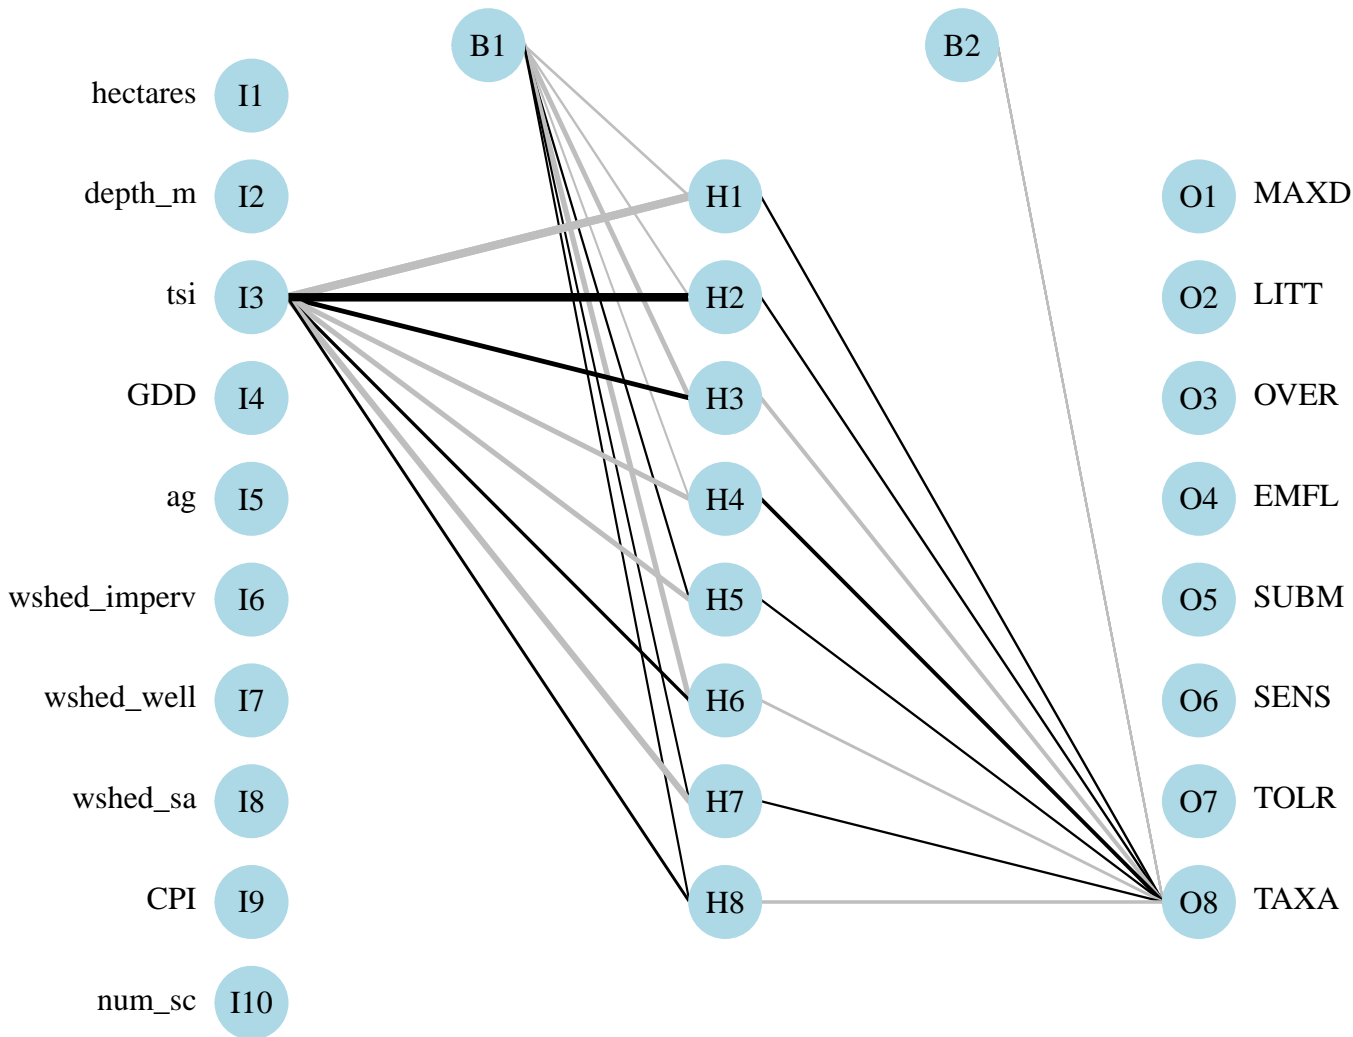 B1 B2
hectares I1
depth_m I2 H1 O1 MAXD
tsi I3 H2 O2 LITT
GDD I4 H3 O3 OVER
ag I5 H4 O4 EMFL
wshed_imperv I6 H5 O5 SUBM
wshed_well I7 H6 O6 SENS
wshed_sa I8 H7 O7 TOLR
CPI I9 H8 O8 TAXA
num_sc I10